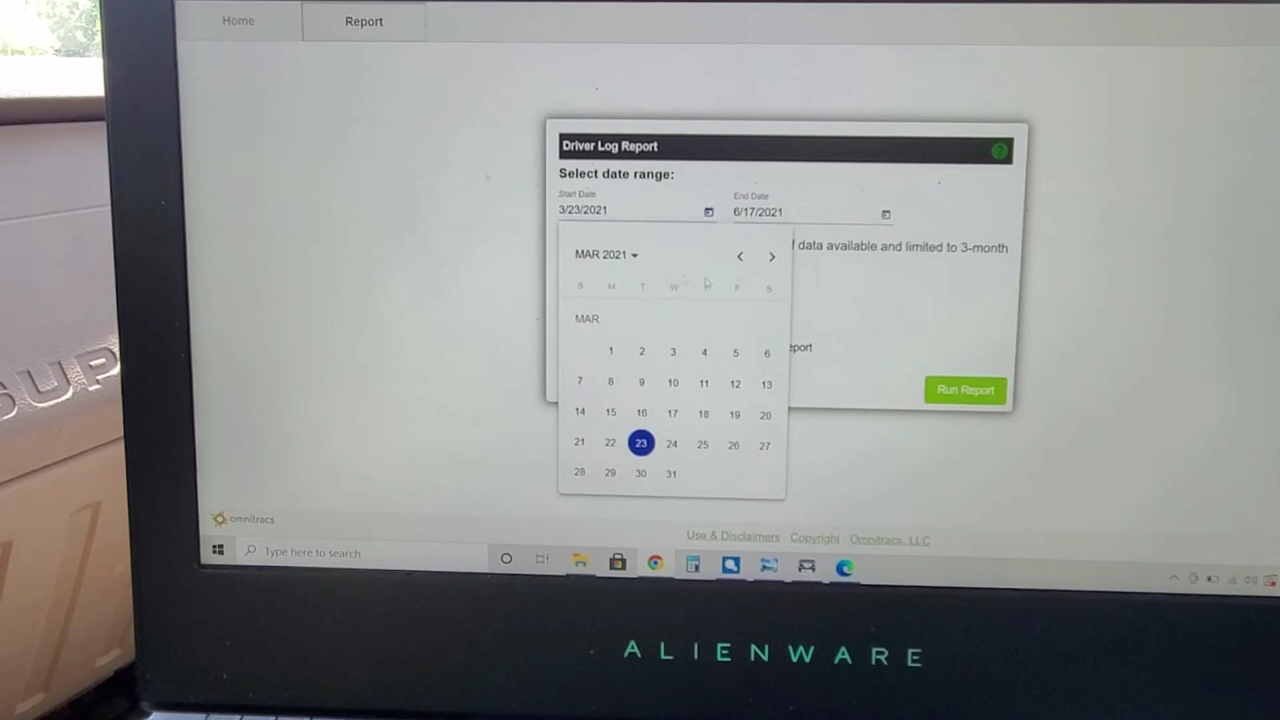 Home Report
Driver Log Report ?
Select date range:
Start Date End Date
3/23/2021 6/17/2021
data available and limited to 3-month
MAR 2021
S M T W F S
MAR
1 2 3 4 5 6
7 8 9 10 11 12 13
14 15 16 17 18 19 20
21 22 23 24 25 26 27
28 29 30 31
Run Report
omnitracs
Use & Disclaimers Copyright Omnitracs, LLC
Type here to search
ALIENWARE
SUP